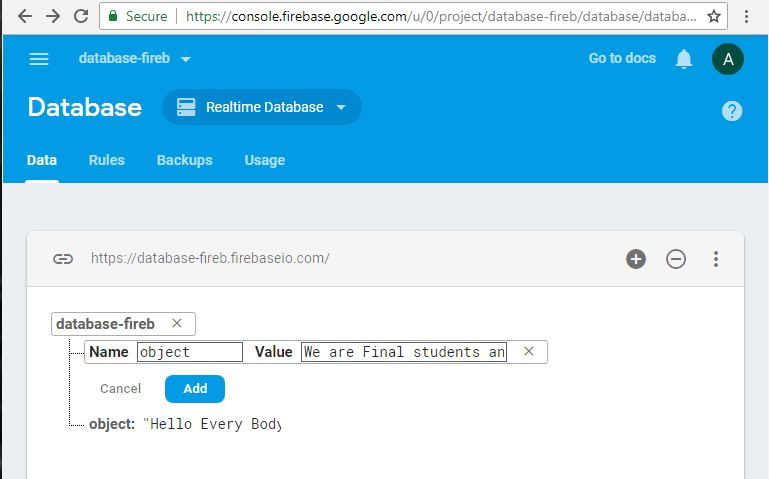 Secure https://console.firebase.google.com/u/0/project/database-fireb/database/databa...
database-fireb Go to docs A
Database Realtime Database ?
Data Rules Backups Usage
https://database-fireb.firebaseio.com/
database-fireb
Name object Value We are Final students an
Cancel Add
object: "Hello Every Body